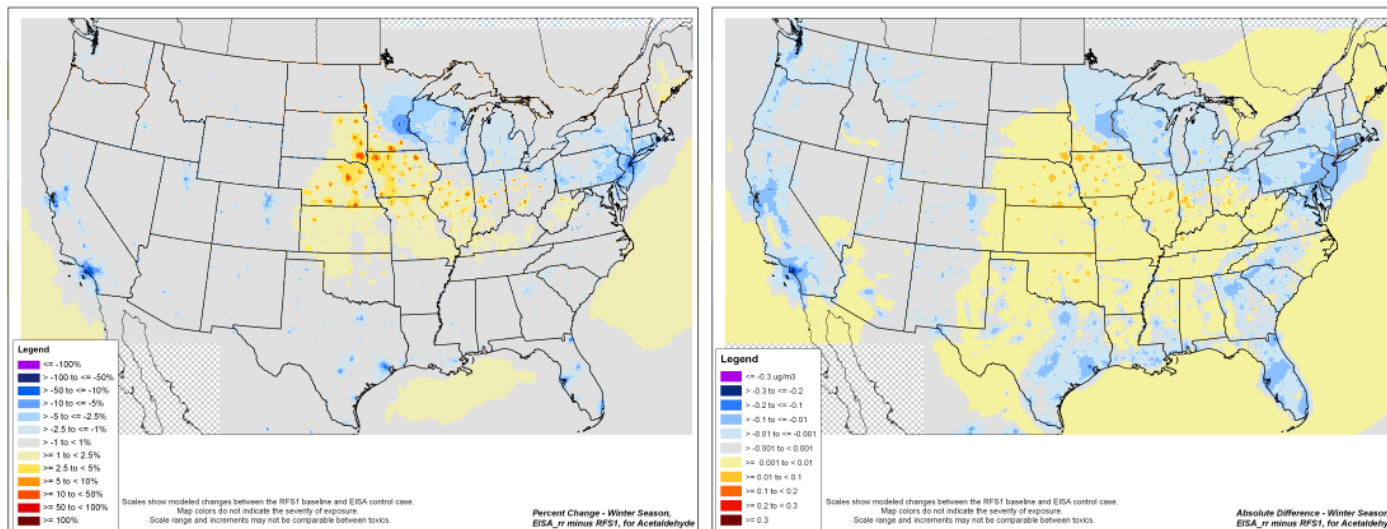 Legend
<= -100%
> -100 to <= -50%
> -50 to <= -10%
> -10 to <= -5%
> -5 to <= -2.5%
> -2.5 to <= -1%
> -1 to < 1%
>= 1 to < 2.5%
>= 2.5 to < 5%
>= 5 to < 10%
>= 10 to < 50%
>= 50 to < 100%
>= 100%
Scales show modeled changes between the RFS1 baseline and EISA control case.
Map colors do not indicate the severity of exposure.
Scale range and increments may not be comparable between toxics.
Percent Change - Winter Season,
EISA_rr minus RFS1, for Acetaldehyde
Legend
<= -0.3 ug/m3
> -0.3 to <= -0.2
> -0.2 to <= -0.1
> -0.1 to <= -0.01
> -0.01 to <= -0.001
> -0.001 < 0.001
>= 0.001 to < 0.01
>= 0.01 to < 0.1
>= 0.1 to < 0.2
>= 0.2 to < 0.3
>= 0.3
Scales show modeled changes between the RFS1 baseline and EISA control case.
Map colors do not indicate the severity of exposure.
Scale range and increments may not be comparable between toxics.
Absolute Difference - Winter Season
EISA_rr minus RFS1, for Acetaldehy